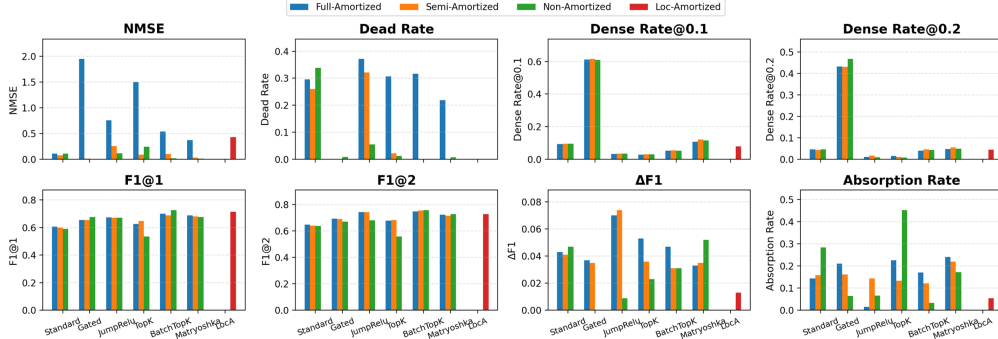 Full-Amortized Semi-Amortized Non-Amortized Loc-Amortized
NMSE Dead Rate Dense Rate@0.1 Dense Rate@0.2
NMSE
2.0
1.5
1.0
0.5
0.0
Dead Rate
0.4
0.3
0.2
0.1
0.0
Dense Rate@0.1
0.6
0.4
0.2
0.0
Dense Rate@0.2
0.5
0.4
0.3
0.2
0.1
0.0
F1@1 F1@2 ΔF1 Absorption Rate
F1@1
0.8
0.6
0.4
0.2
0.0
Standard Gated JumpRelu TopK BatchTopK Matryoshka LocA
F1@2
0.8
0.6
0.4
0.2
0.0
Standard Gated JumpRelu TopK BatchTopK Matryoshka LocA
ΔF1
0.08
0.06
0.04
0.02
0.00
Standard Gated JumpRelu TopK BatchTopK Matryoshka LocA
Absorption Rate
0.5
0.4
0.3
0.2
0.1
0.0
Standard Gated JumpRelu TopK BatchTopK Matryoshka LocA